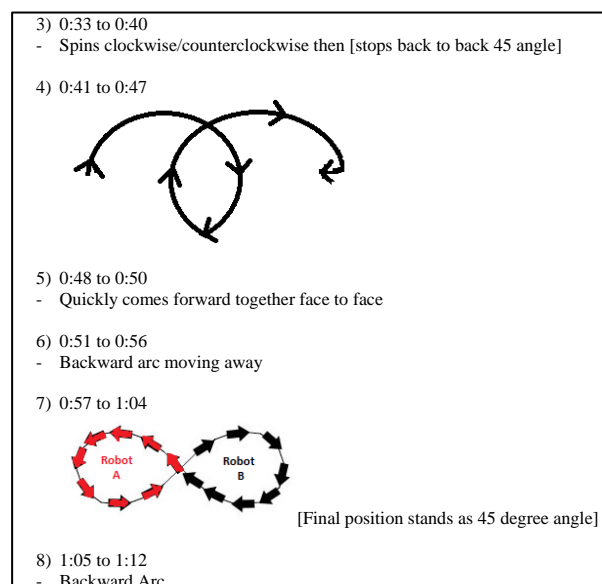 3) 0:33 to 0:40
- Spins clockwise/counterclockwise then [stops back to back 45 angle]
4) 0:41 to 0:47
5) 0:48 to 0:50
- Quickly comes forward together face to face
6) 0:51 to 0:56
- Backward arc moving away
7) 0:57 to 1:04
Robot A
Robot B
[Final position stands as 45 degree angle]
8) 1:05 to 1:12
- Backward Arc